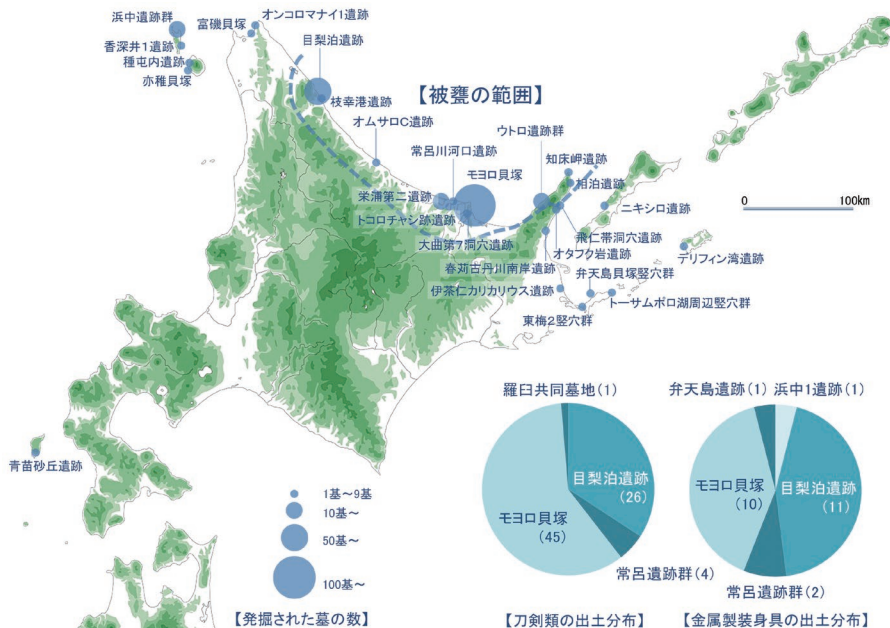 浜中遺跡群
香深井1遺跡
種屯内遺跡
亦稚貝塚
富磯貝塚
オンコロマナイ1遺跡
目梨泊遺跡
枝幸港遺跡
【被甕の範囲】
オムサロC遺跡
ウトロ遺跡群
知床岬遺跡
常呂川河口遺跡
相泊遺跡
モヨロ貝塚
栄浦第二遺跡
ニキシロ遺跡
トコロチャシ跡遺跡
飛仁帯洞穴遺跡
大曲第7洞穴遺跡
オタフク岩遺跡
デリフィン湾遺跡
春苅古丹川南岸遺跡
弁天島貝塚竪穴群
伊茶仁カリカリウス遺跡
トーサムポロ湖周辺竪穴群
東梅2竪穴群
0 100km
青苗砂丘遺跡
1基～9基
10基～
50基～
100基～
【発掘された墓の数】
羅臼共同墓地(1)
目梨泊遺跡
(26)
モヨロ貝塚
(45)
常呂遺跡群(4)
【刀剣類の出土分布】
弁天島遺跡(1) 浜中1遺跡(1)
モヨロ貝塚
(10)
目梨泊遺跡
(11)
常呂遺跡群(2)
【金属製装身具の出土分布】